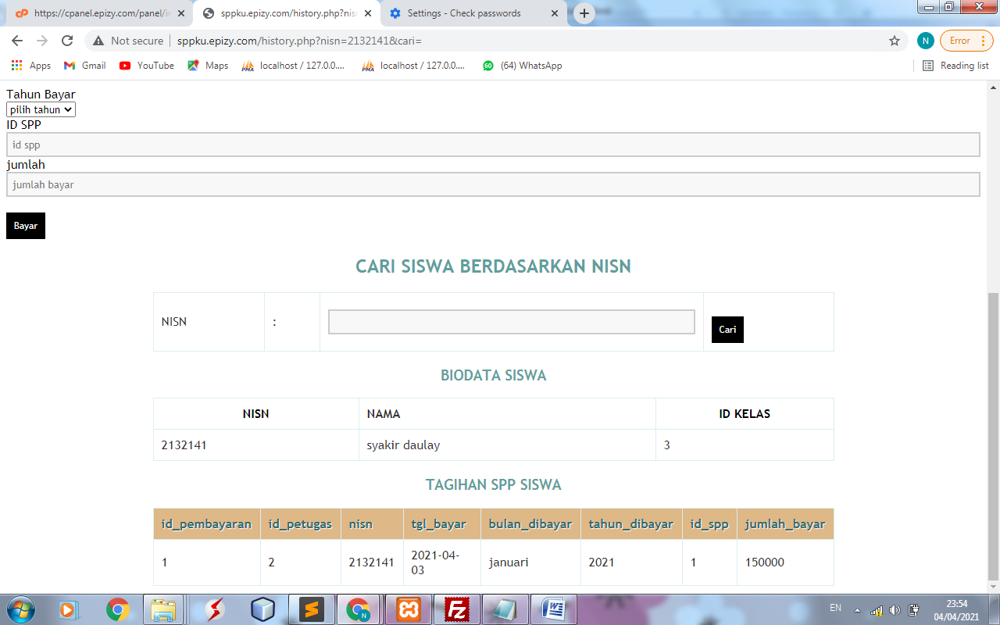 https://cpanel.epizy.com/panel/in
sppku.epizy.com/history.php?nisn
Settings - Check passwords
Not secure
sppku.epizy.com/history.php?nisn=2132141&cari=
N
Error
Apps
Gmail
YouTube
Maps
localhost / 127.0.0....
localhost / 127.0.0....
60
(64) WhatsApp
Reading list
Tahun Bayar
pilih tahun
ID SPP
id spp
jumlah
jumlah bayar
Bayar
CARI SISWA BERDASARKAN NISN
NISN : Cari
BIODATA SISWA
NISN NAMA ID KELAS
2132141 syakir daulay 3
TAGIHAN SPP SISWA
id_pembayaran id_petugas nisn tgl_bayar bulan_dibayar tahun_dibayar id_spp jumlah_bayar
1 2 2132141 2021-04-03 januari 2021 1 150000
EN
23:54
04/04/2021